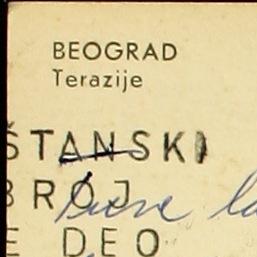 BEOGRAD
Terazije
ŠTANSKI
BROJ
E DEO